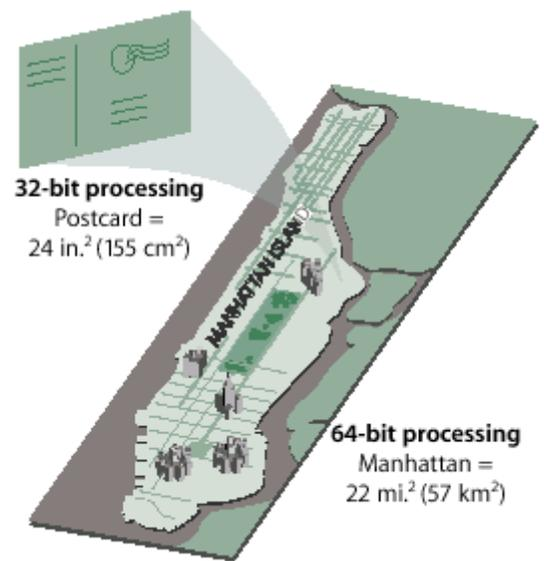 32-bit processing
Postcard =
24 in.² (155 cm²)
MANHATTAN ISLAND
64-bit processing
Manhattan =
22 mi.² (57 km²)